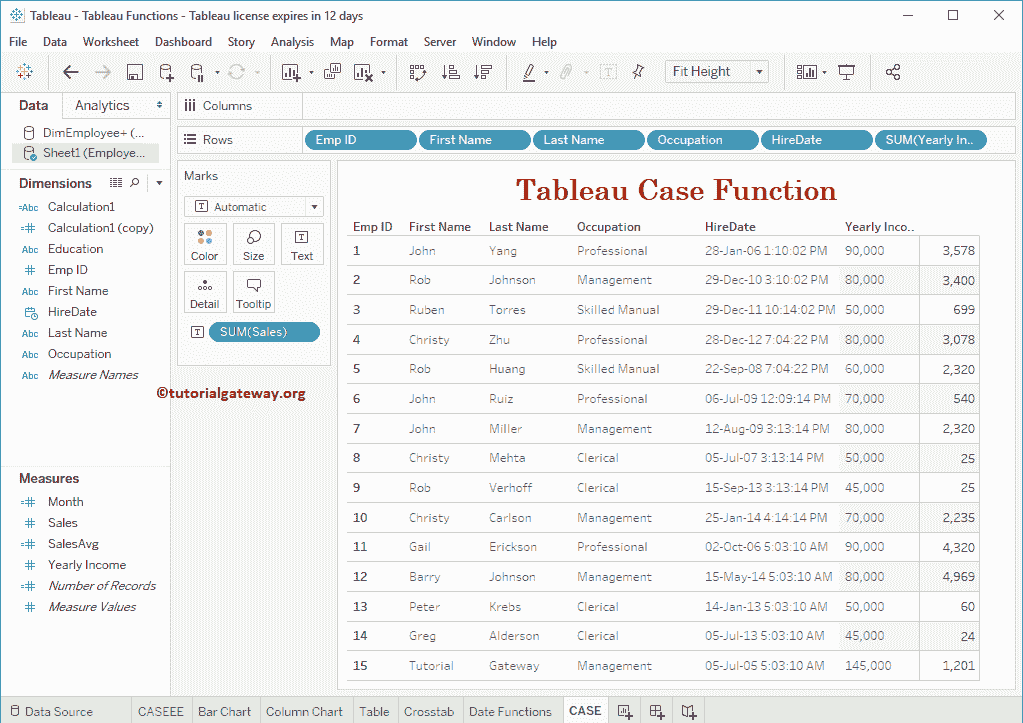 Tableau - Tableau Functions - Tableau license expires in 12 days
File Data Worksheet Dashboard Story Analysis Map Format Server Window Help
Fit Height
Data Analytics
DimEmployee+ (...
Sheet1 (Employe...
Dimensions
=Abc Calculation1
=# Calculation1 (copy)
Abc Education
# Emp ID
Abc First Name
HireDate
Abc Last Name
Abc Occupation
Abc Measure Names
Measures
=# Month
# Sales
=# SalesAvg
# Yearly Income
=# Number of Records
# Measure Values
Columns
Rows Emp ID First Name Last Name Occupation HireDate SUM(Yearly In..
Marks
Automatic
Color Size Text
Detail Tooltip
SUM(Sales)
©tutorialgateway.org
Tableau Case Function
Emp ID First Name Last Name Occupation HireDate Yearly Inco..
1 John Yang Professional 28-Jan-06 1:10:02 PM 90,000 3,578
2 Rob Johnson Management 29-Dec-10 3:10:02 PM 80,000 3,400
3 Ruben Torres Skilled Manual 29-Dec-11 10:14:02 PM 50,000 699
4 Christy Zhu Professional 28-Dec-12 7:04:22 PM 80,000 3,078
5 Rob Huang Skilled Manual 22-Sep-08 7:04:22 PM 60,000 2,320
6 John Ruiz Professional 06-Jul-09 12:09:14 PM 70,000 540
7 John Miller Management 12-Aug-09 3:13:14 PM 80,000 2,320
8 Christy Mehta Clerical 05-Jul-07 3:13:14 PM 50,000 25
9 Rob Verhoff Clerical 15-Sep-13 3:13:14 PM 45,000 25
10 Christy Carlson Management 25-Jan-14 4:14:14 PM 70,000 2,235
11 Gail Erickson Professional 02-Oct-06 5:03:10 AM 90,000 4,320
12 Barry Johnson Management 15-May-14 5:03:10 AM 80,000 4,969
13 Peter Krebs Clerical 14-Jan-13 5:03:10 AM 50,000 60
14 Greg Alderson Clerical 05-Jul-13 5:03:10 AM 45,000 24
15 Tutorial Gateway Management 05-Jul-05 5:03:10 AM 145,000 1,201
Data Source CASEEE Bar Chart Column Chart Table Crosstab Date Functions CASE